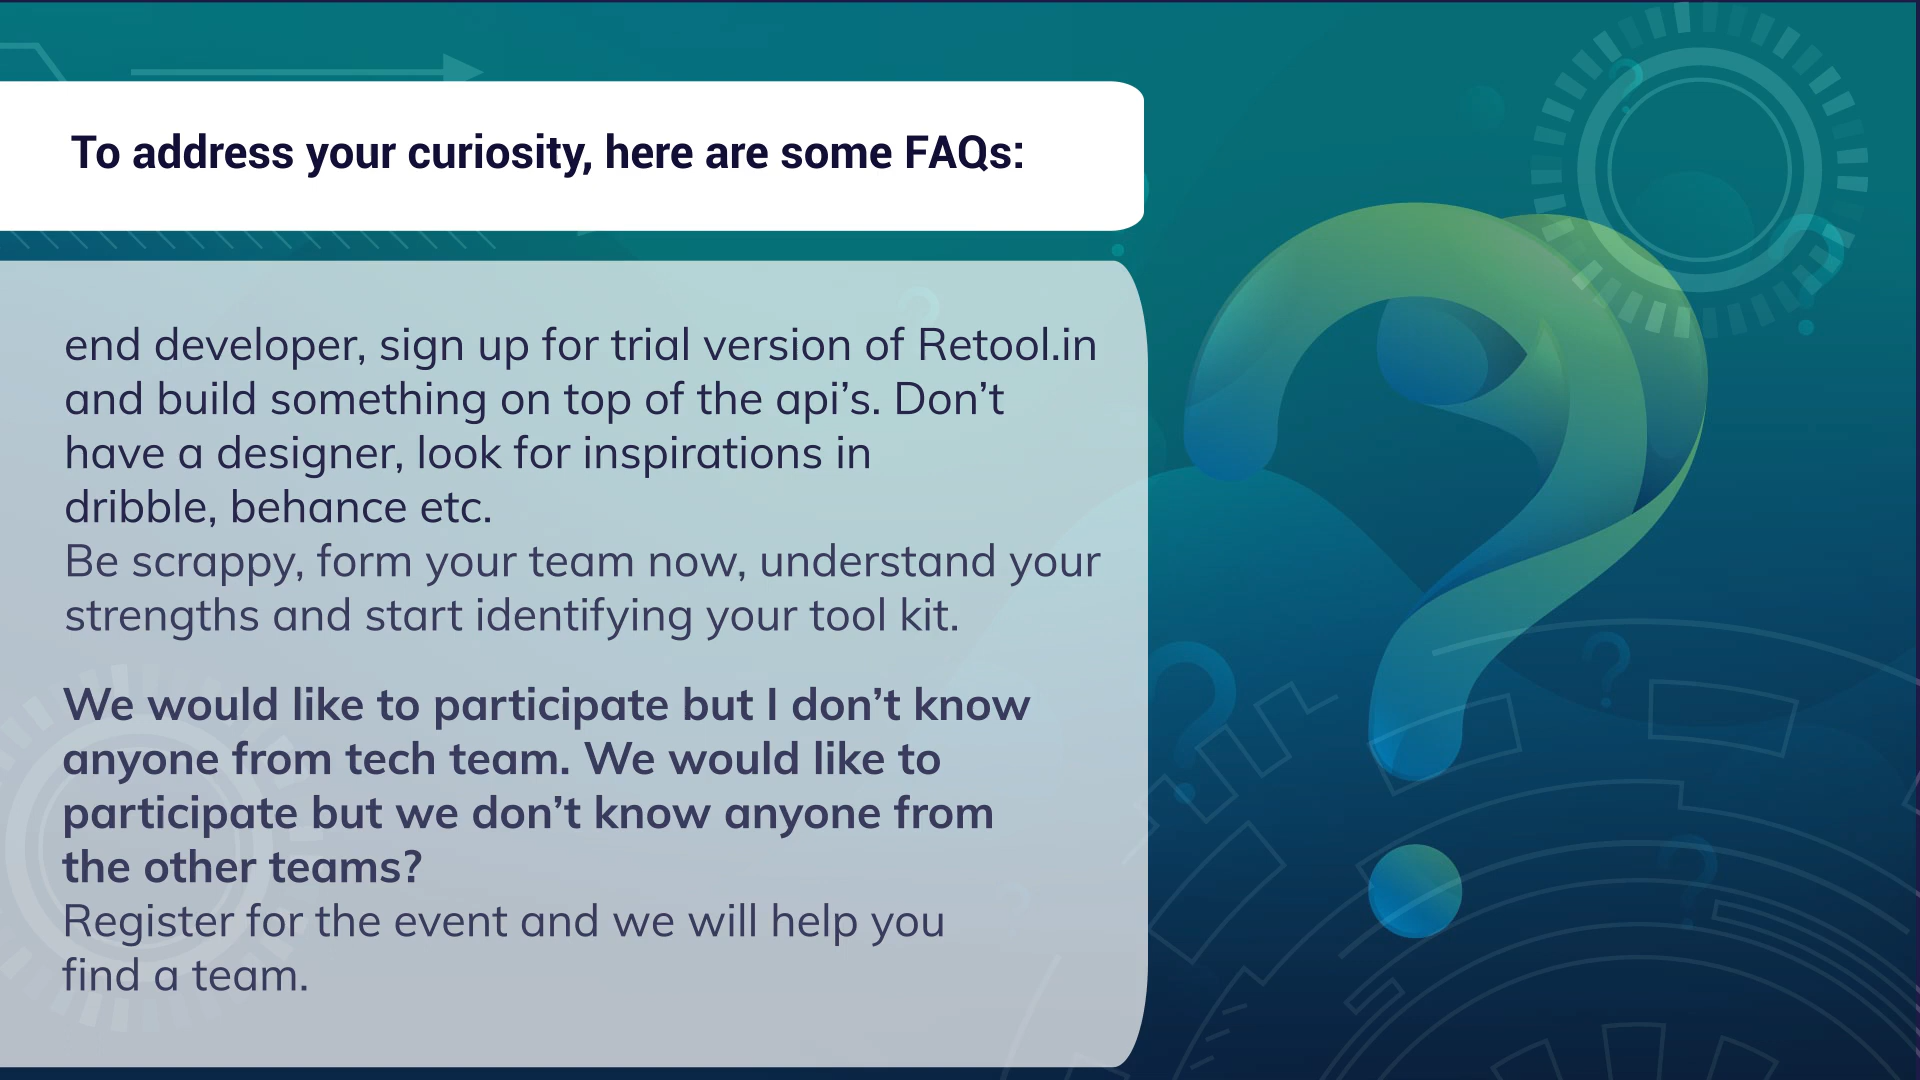 To address your curiosity, here are some FAQs:
end developer, sign up for trial version of Retool.in
and build something on top of the api’s. Don’t
have a designer, look for inspirations in
dribble, behance etc.
Be scrappy, form your team now, understand your
strengths and start identifying your tool kit.
We would like to participate but I don’t know
anyone from tech team. We would like to
participate but we don’t know anyone from
the other teams?
Register for the event and we will help you
find a team.